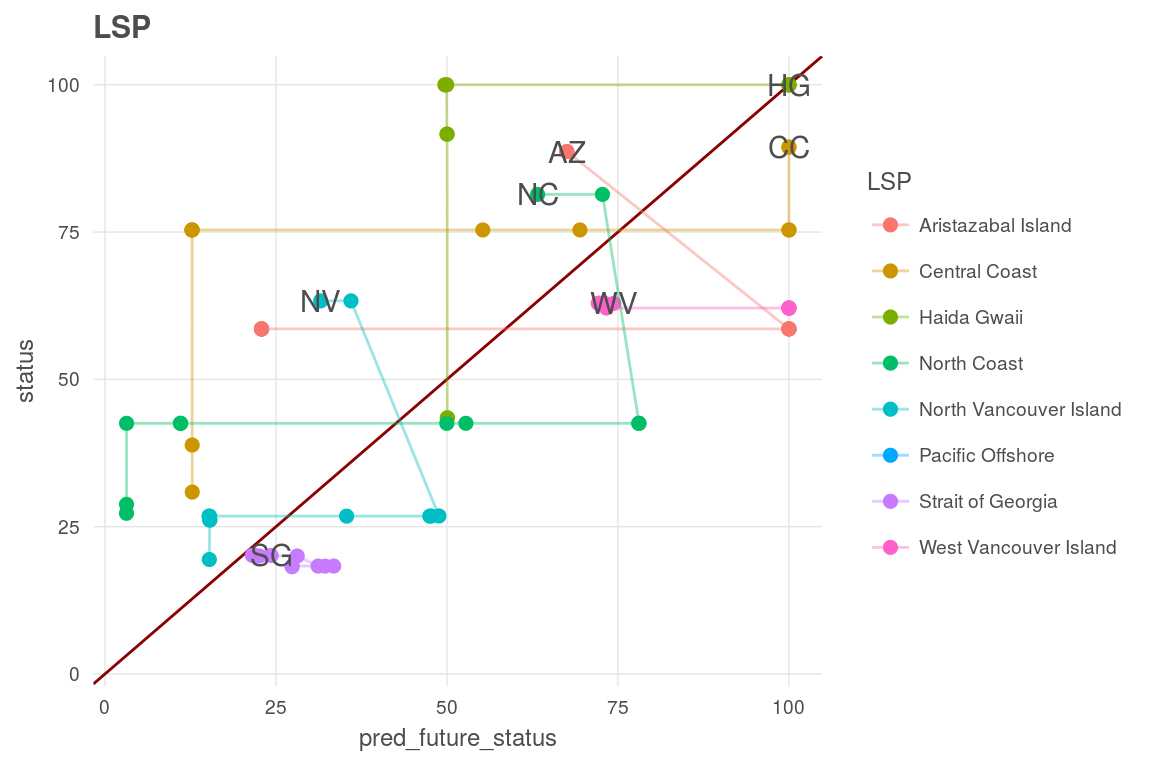 LSP
100
75
50
25
0
status
HG
CC
AZ
NC
NV
WV
SG
0 25 50 75 100
pred_future_status
LSP
Aristazabal Island
Central Coast
Haida Gwaii
North Coast
North Vancouver Island
Pacific Offshore
Strait of Georgia
West Vancouver Island